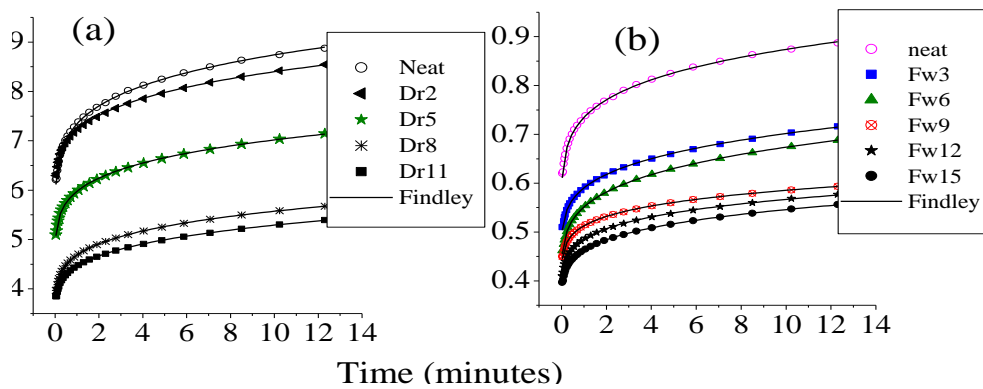 (a)
9
8
7
6
5
4
0 2 4 6 8 10 12 14
Neat
Dr2
Dr5
Dr8
Dr11
Findley
(b)
0.9
0.8
0.7
0.6
0.5
0.4
0 2 4 6 8 10 12 14
neat
Fw3
Fw6
Fw9
Fw12
Fw15
Findley
Time (minutes)